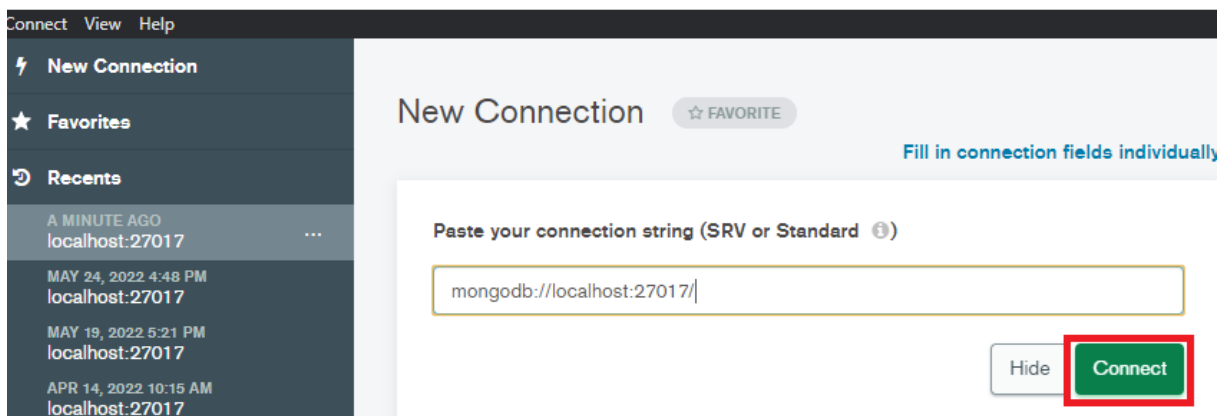 Connect View Help
New Connection
Favorites
Recents
A MINUTE AGO
localhost:27017
...
MAY 24, 2022 4:48 PM
localhost:27017
MAY 19, 2022 5:21 PM
localhost:27017
APR 14, 2022 10:15 AM
localhost:27017
New Connection ☆ FAVORITE
Fill in connection fields individually
Paste your connection string (SRV or Standard ⓘ)
mongodb://localhost:27017/
Hide Connect